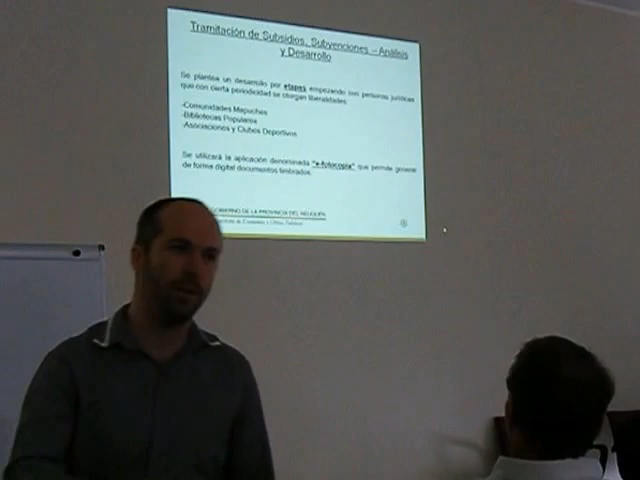 Tramitación de Subsidios, Subvenciones – Análisis
y Desarrollo
Se plantea un desarrollo por etapas empezando con personas jurídicas
que con cierta periodicidad se otorgan liberalidades.
-Comunidades Mapuches
-Bibliotecas Populares
-Asociaciones y Clubes Deportivos
Se utilizará la aplicación denominada "e-fotocopia" que permite generar
de forma digital documentos timbrados.
GOBIERNO DE LA PROVINCIA DEL NEUQUÉN